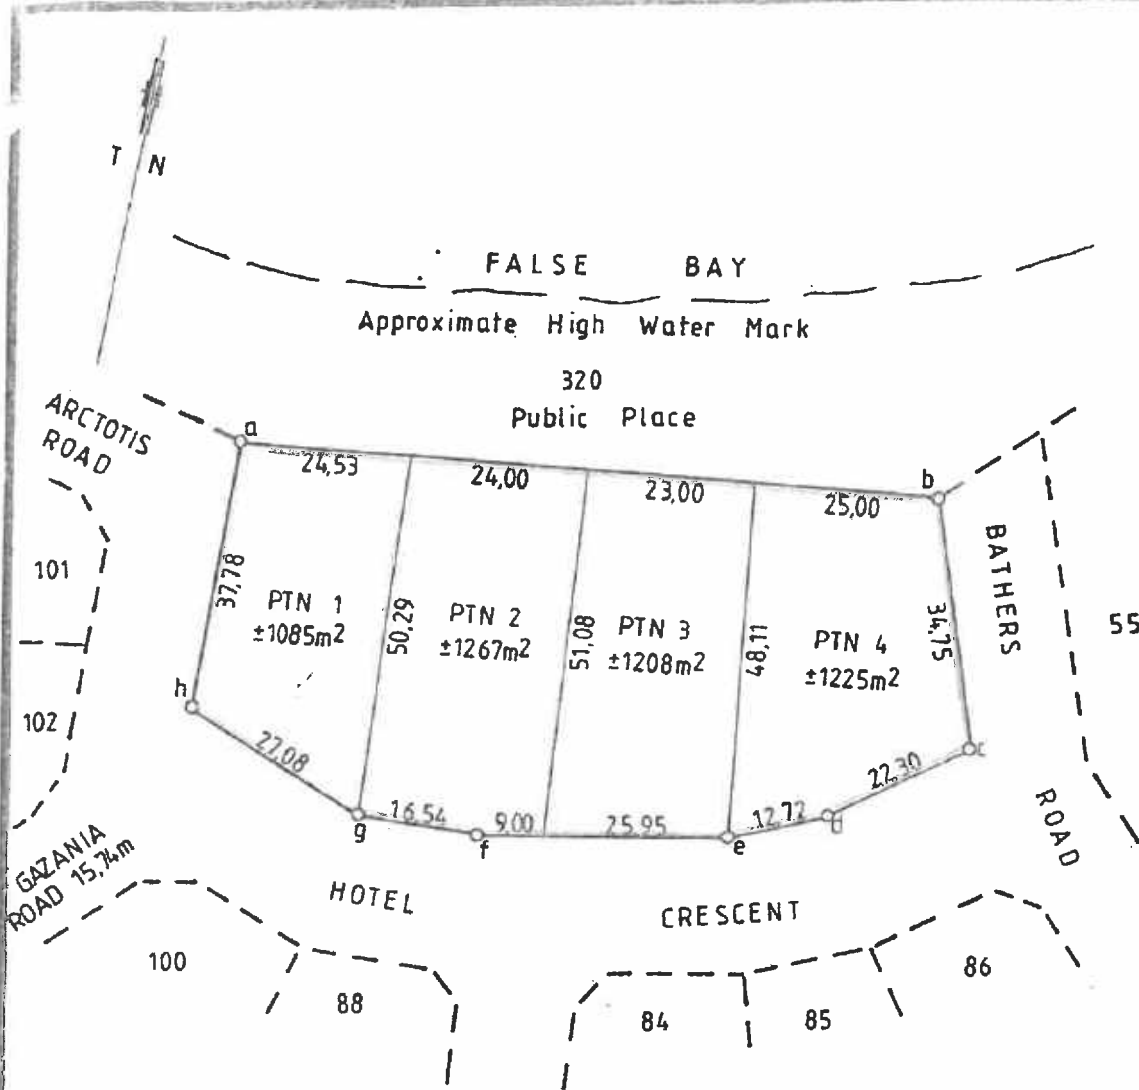 T N
FALSE BAY
Approximate High Water Mark
320
Public Place
ARCTOTIS
ROAD
a
24,53
24,00
23,00
25,00
b
BATHERS
ROAD
101
102
37,78
PTN 1
±1085m2
50,29
PTN 2
±1267m2
51,08
PTN 3
±1208m2
48,11
PTN 4
±1225m2
34,75
55
h
27,08
g
16,54
f
9,00
25,95
e
12,72
d
22,30
c
GAZANIA
ROAD 15,74m
HOTEL CRESCENT
100
88
84
85
86